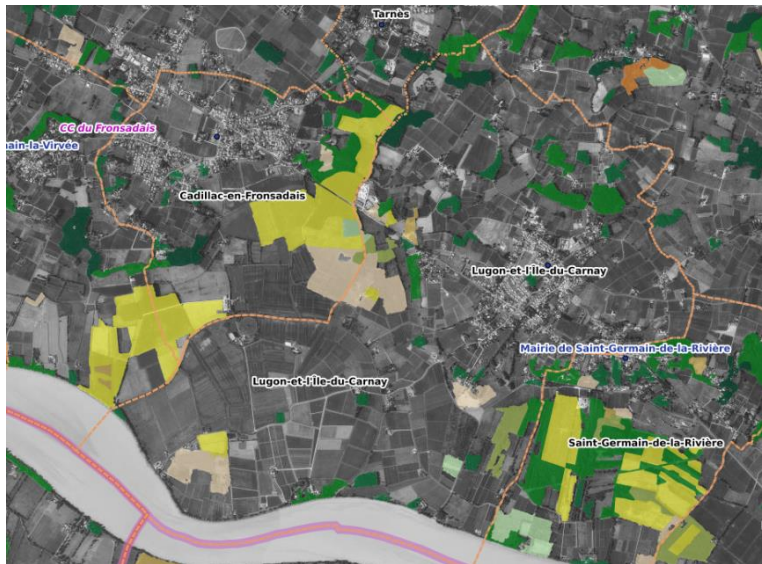 Tarnès
CC du Fronsadais
main-la-Virvée
Cadillac-en-Fronsadais
Lugon-et-l'Île-du-Carnay
Mairie de Saint-Germain-de-la-Rivière
Lugon-et-l'Île-du-Carnay
Saint-Germain-de-la-Rivière